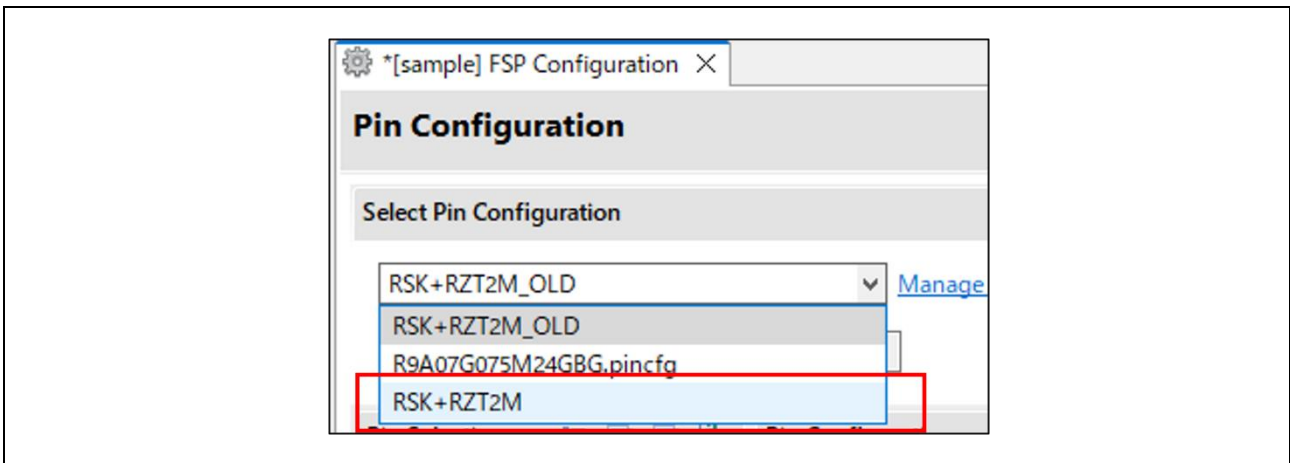 *[sample] FSP Configuration
Pin Configuration
Select Pin Configuration
RSK+RZT2M_OLD
Manage
RSK+RZT2M_OLD
R9A07G075M24GBG.pincfg
RSK+RZT2M